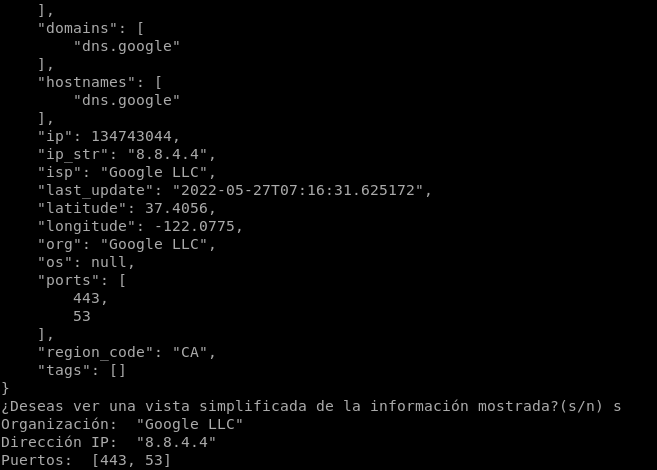 ],
"domains": [
"dns.google"
],
"hostnames": [
"dns.google"
],
"ip": 134743044,
"ip_str": "8.8.4.4",
"isp": "Google LLC",
"last_update": "2022-05-27T07:16:31.625172",
"latitude": 37.4056,
"longitude": -122.0775,
"org": "Google LLC",
"os": null,
"ports": [
443,
53
],
"region_code": "CA",
"tags": []
}
¿Deseas ver una vista simplificada de la información mostrada?(s/n) s
Organización:  "Google LLC"
Dirección IP:  "8.8.4.4"
Puertos:  [443, 53]